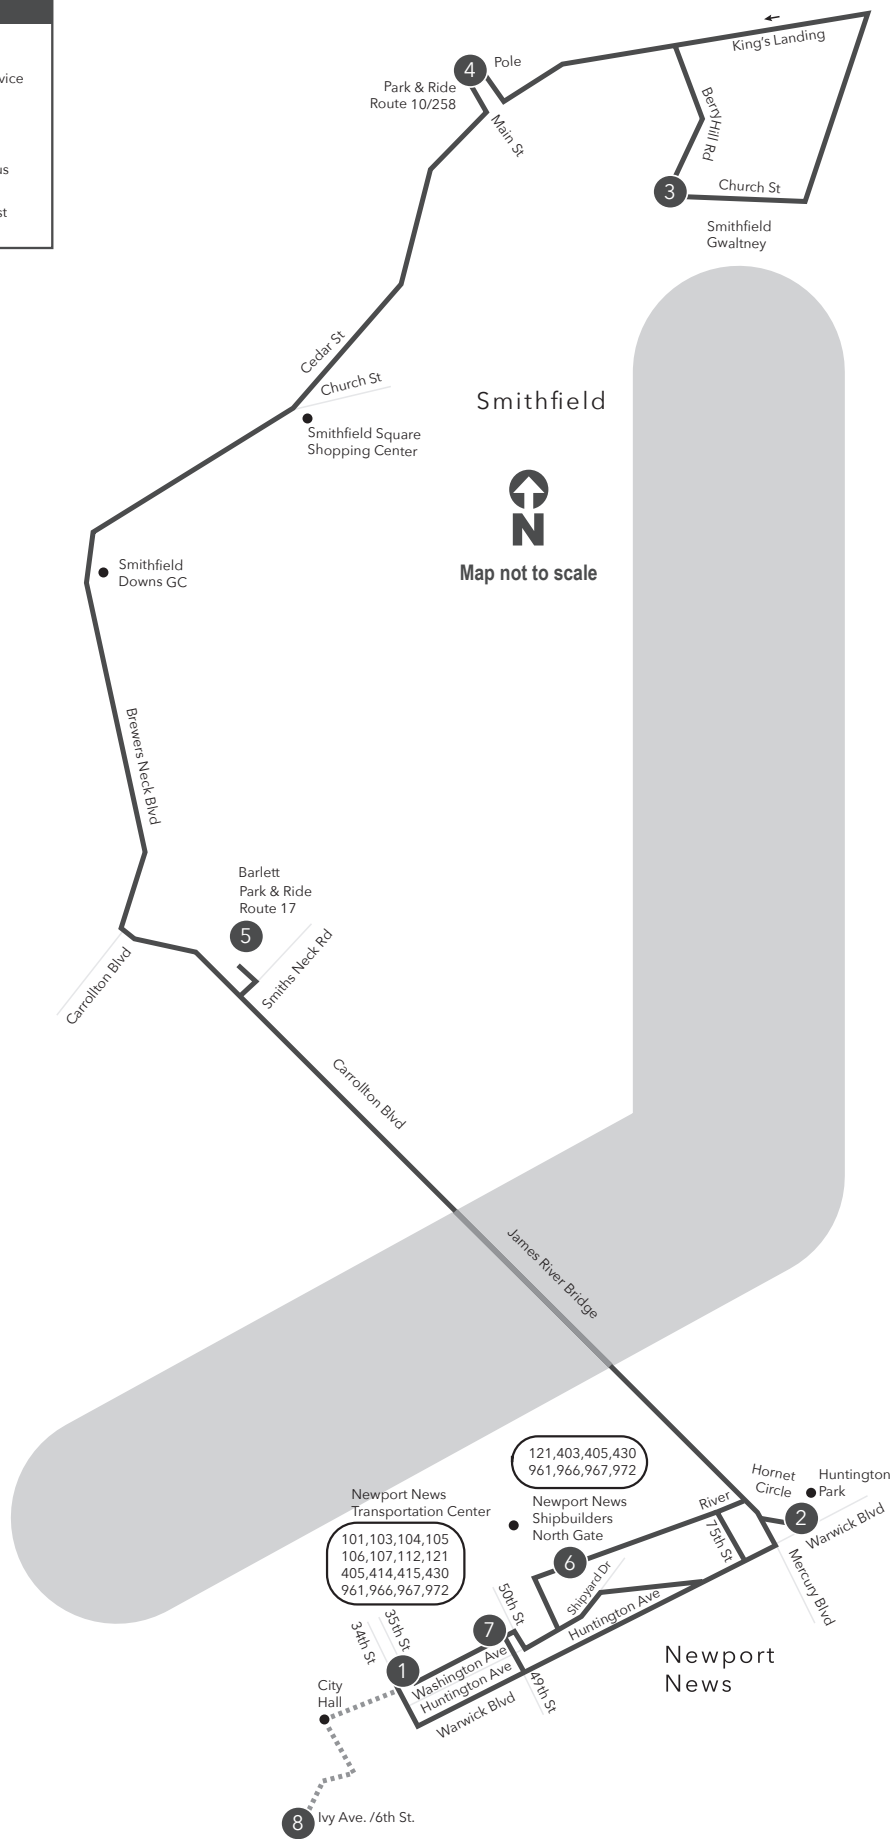 King's Landing
4
Pole
Park & Ride
Route 10/258
Main St
Berry Hill Rd
3
Church St
Smithfield
Gwaltney
Cedar St
Church St
Smithfield
Smithfield Square
Shopping Center
N
Map not to scale
Smithfield
Downs GC
Brewers Neck Blvd
Barlett
Park & Ride
Route 17
5
Smiths Neck Rd
Carrollton Blvd
Carrollton Blvd
James River Bridge
121,403,405,430
961,966,967,972
Hornet
Circle
Huntington
Park
Newport News
Transportation Center
101,103,104,105
106,107,112,121
405,414,415,430
961,966,967,972
Newport News
Shipbuilders
North Gate
River
2
Warwick Blvd
75th St
Mercury Blvd
6
Shipyard Dr
50th St
Huntington Ave
35th St
34th St
7
Newport
News
1
Washington Ave
Huntington Ave
Warwick Blvd
49th St
City
Hall
8
Ivy Ave. /6th St.